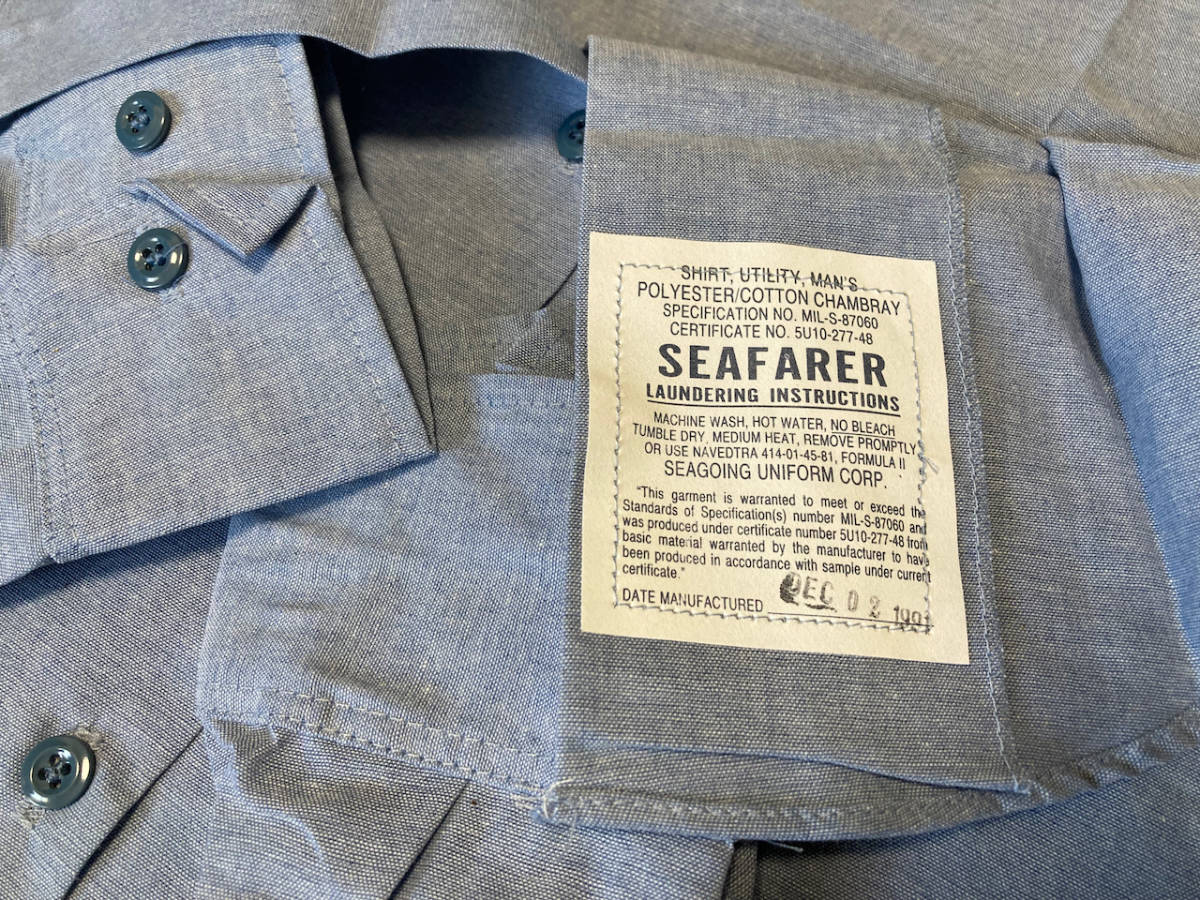 SHIRT, UTILITY, MAN'S
POLYESTER/COTTON CHAMBRAY
SPECIFICATION NO. MIL-S-87060
CERTIFICATE NO. 5U10-277-48
SEAFARER
LAUNDERING INSTRUCTIONS
MACHINE WASH, HOT WATER, NO BLEACH
TUMBLE DRY, MEDIUM HEAT, REMOVE PROMPTLY
OR USE NAVEDTRA 414-01-45-81, FORMULA II
SEAGOING UNIFORM CORP.
"This garment is warranted to meet or exceed the
Standards of Specification(s) number MIL-S-87060 and
was produced under certificate number 5U10-277-48 from
basic material warranted by the manufacturer to have
been produced in accordance with sample under current
certificate."
DATE MANUFACTURED DEC 02 1991